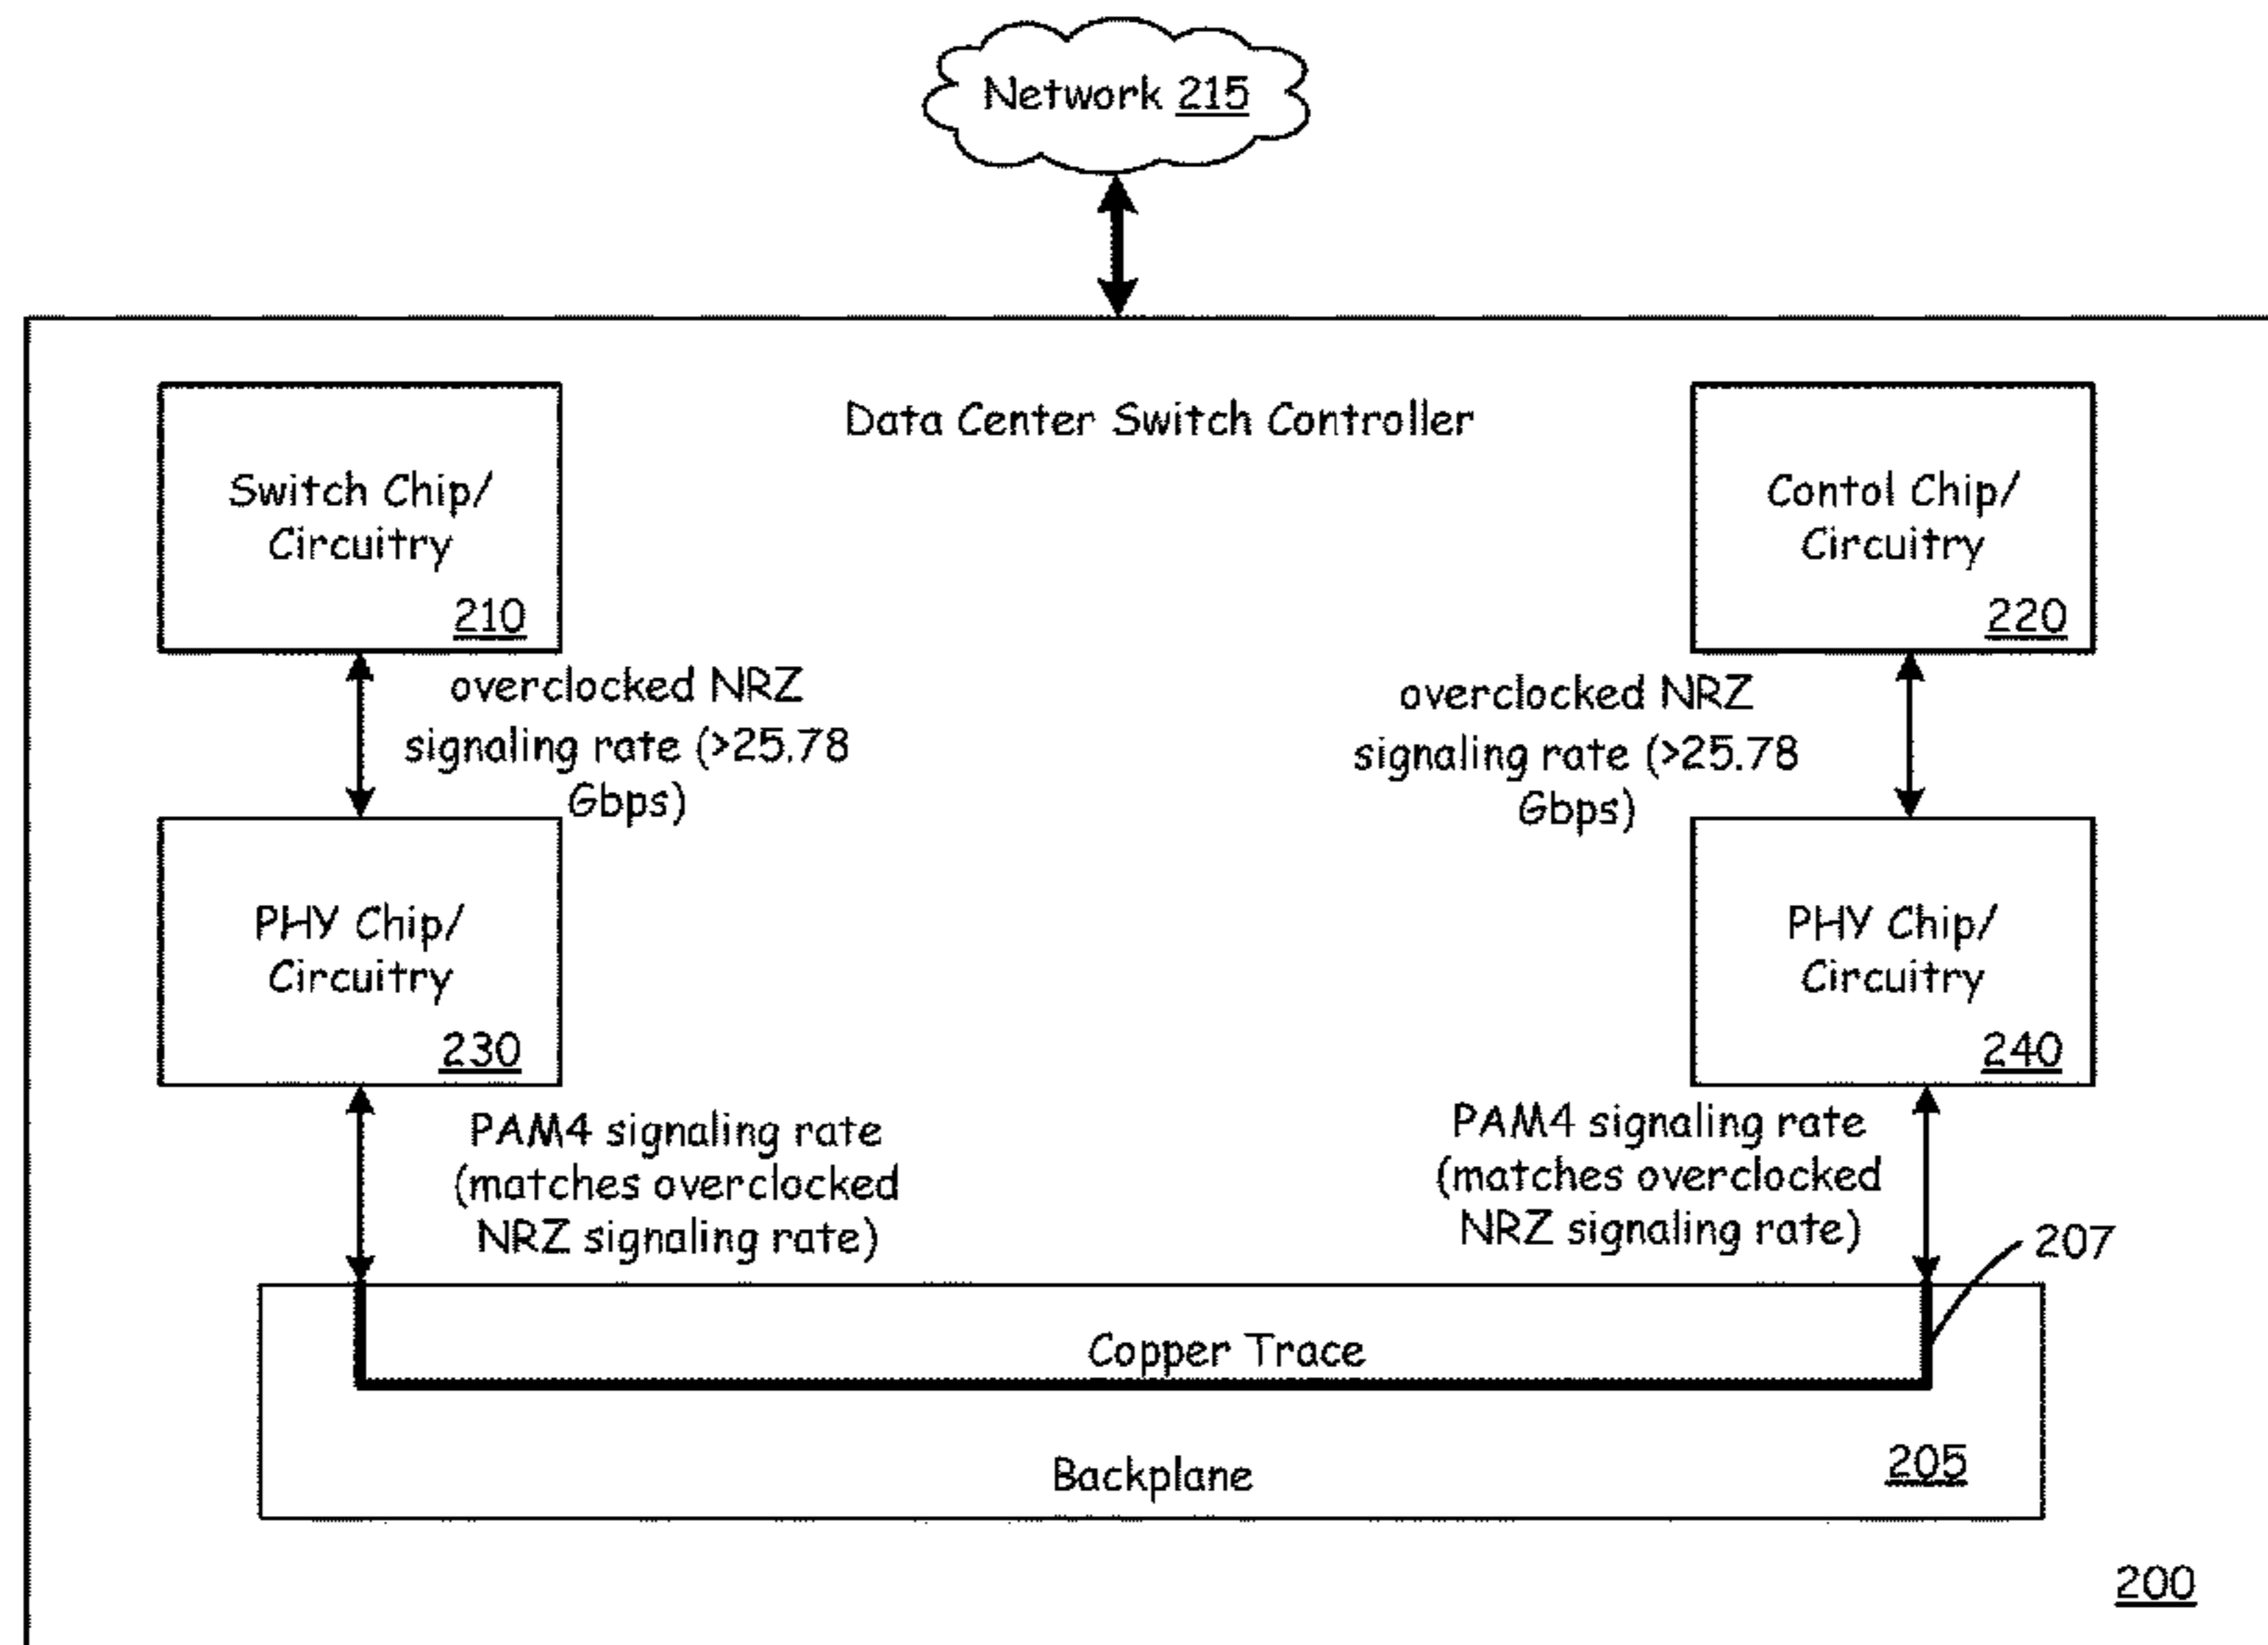 Network 215
Data Center Switch Controller
Switch Chip/
Circuitry
210
Contol Chip/
Circuitry
220
overclocked NRZ
signaling rate (>25.78
Gbps)
overclocked NRZ
signaling rate (>25.78
Gbps)
PHY Chip/
Circuitry
230
PHY Chip/
Circuitry
240
PAM4 signaling rate
(matches overclocked
NRZ signaling rate)
PAM4 signaling rate
(matches overclocked
NRZ signaling rate)
207
Copper Trace
Backplane
205
200